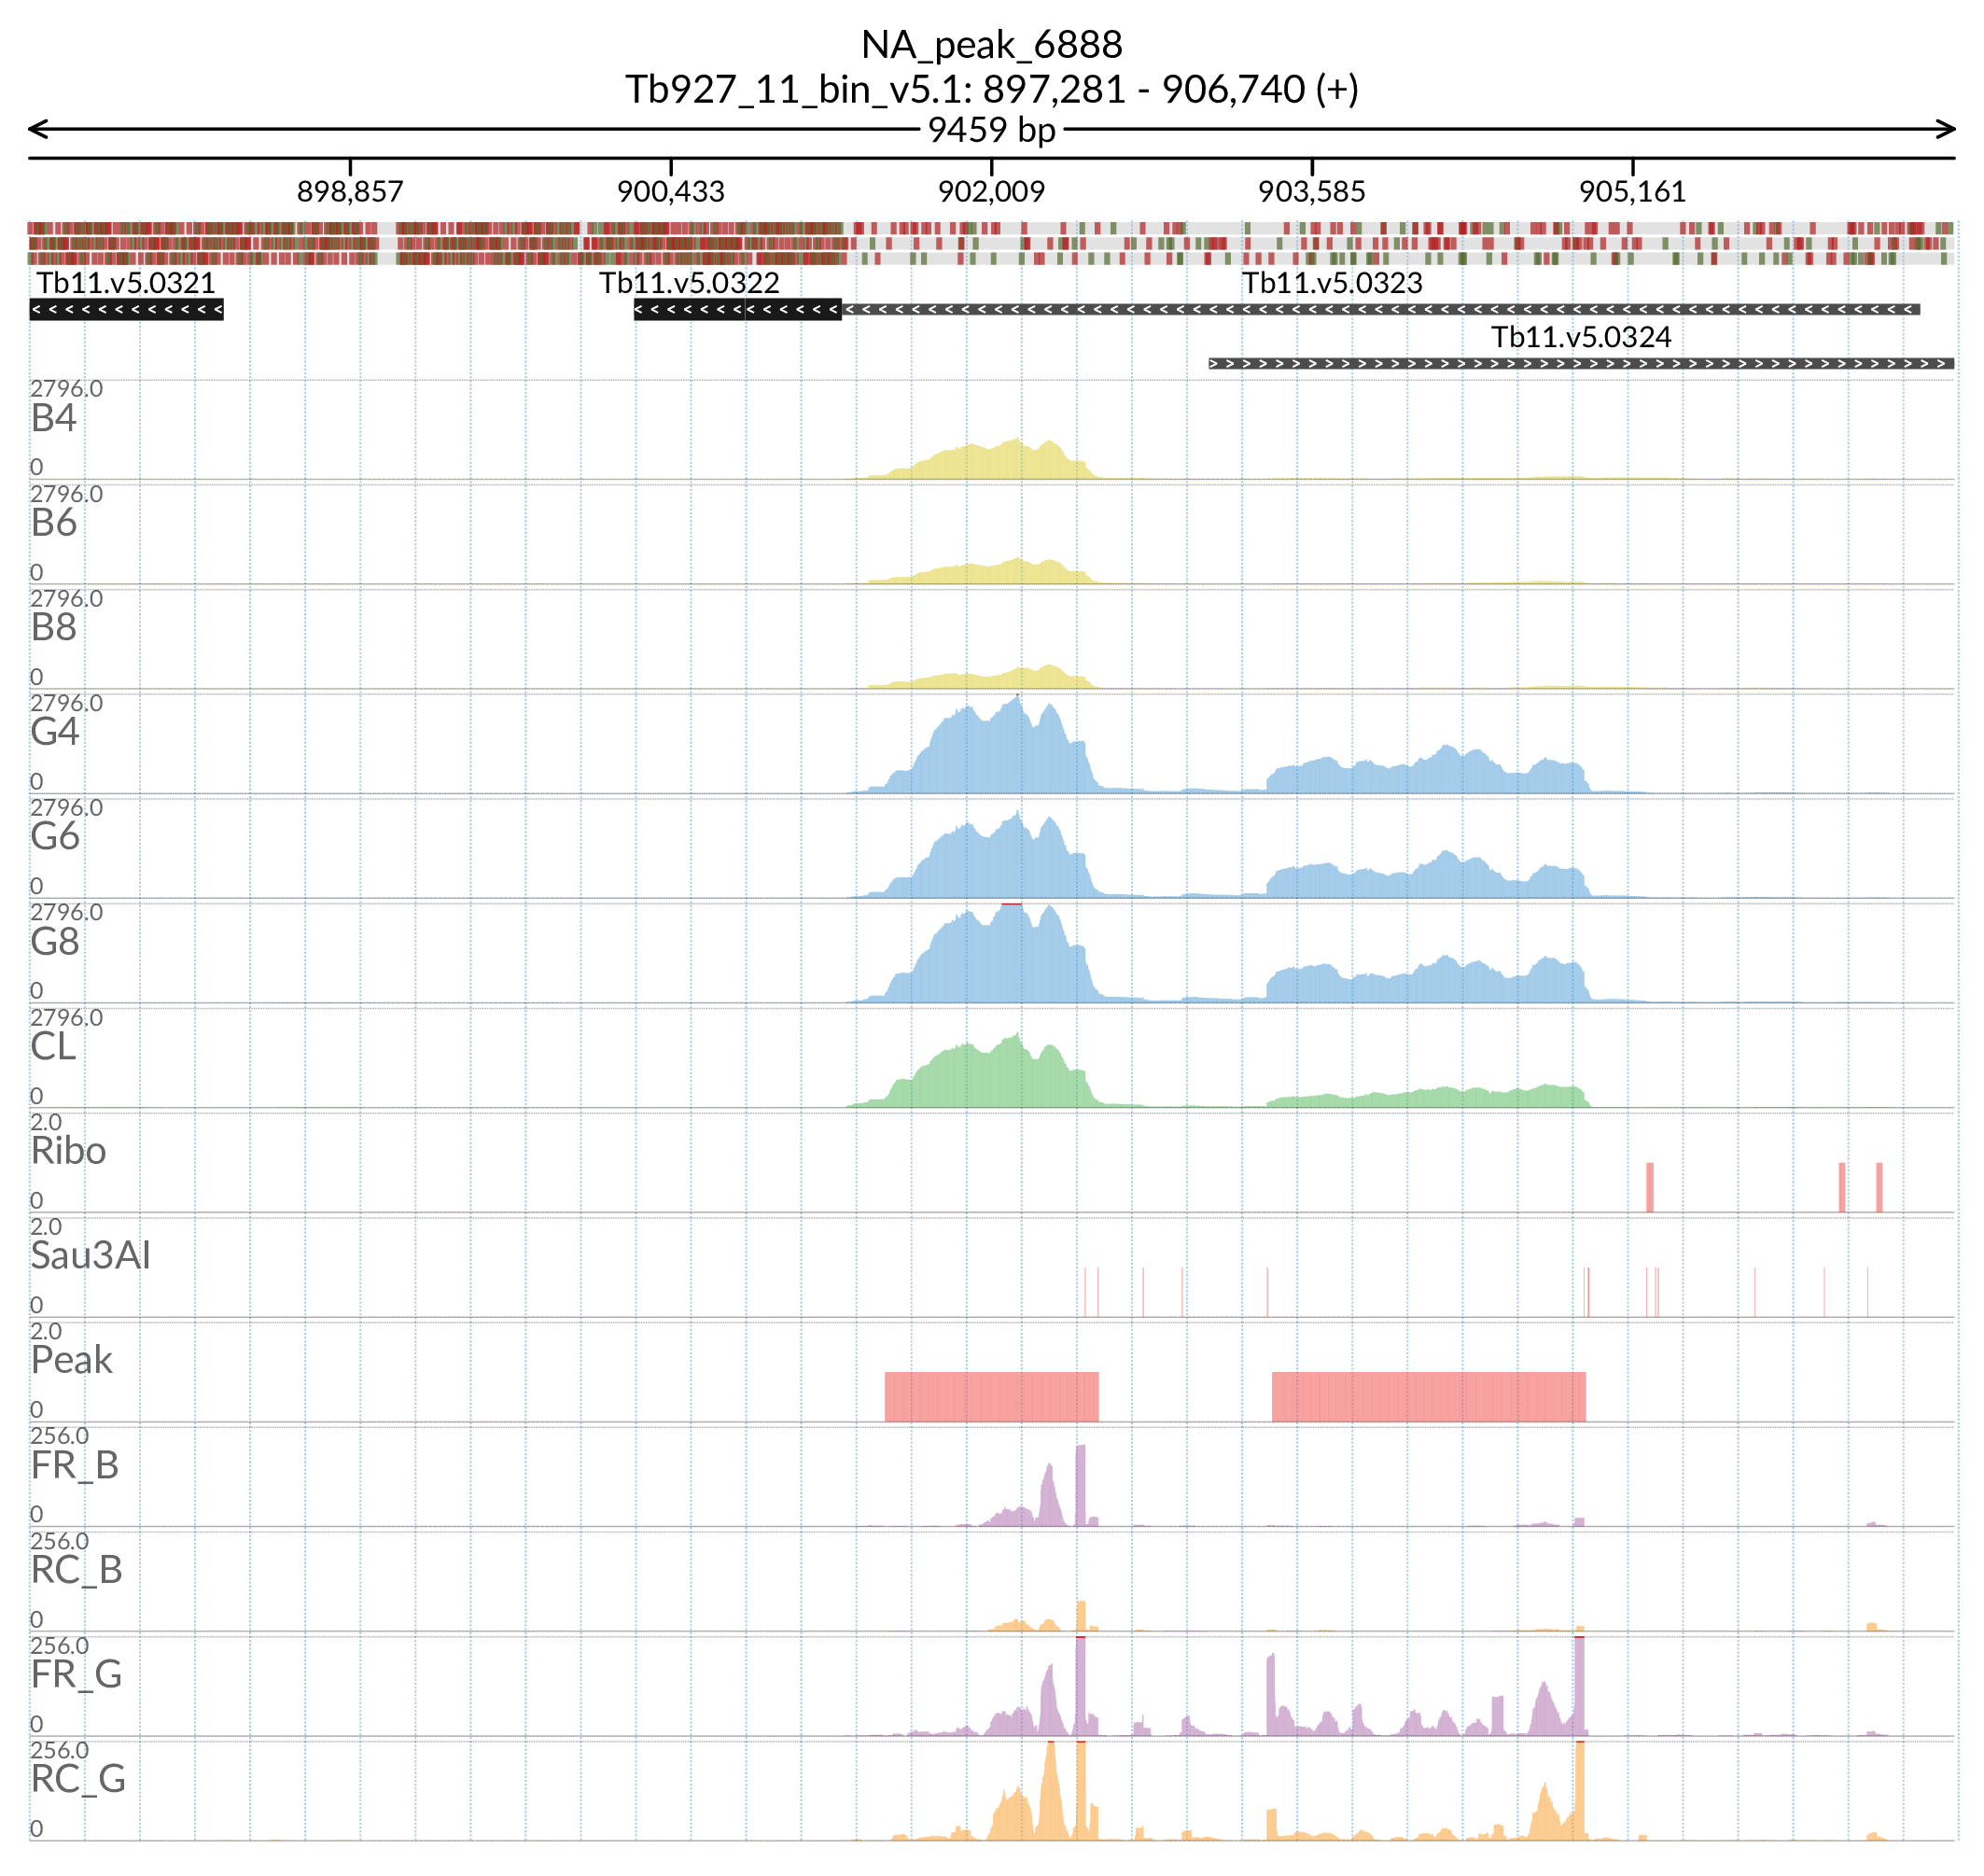 NA_peak_6888
Tb927_11_bin_v5.1: 897,281 - 906,740 (+)
9459 bp
898,857 900,433 902,009 903,585 905,161
Tb11.v5.0321 Tb11.v5.0322 Tb11.v5.0323
Tb11.v5.0324
2796.0
B4
0
2796.0
B6
0
2796.0
B8
0
2796.0
G4
0
2796.0
G6
0
2796.0
G8
0
2796.0
CL
0
2.0
Ribo
0
2.0
Sau3AI
0
2.0
Peak
0
256.0
FR_B
0
256.0
RC_B
0
256.0
FR_G
0
256.0
RC_G
0